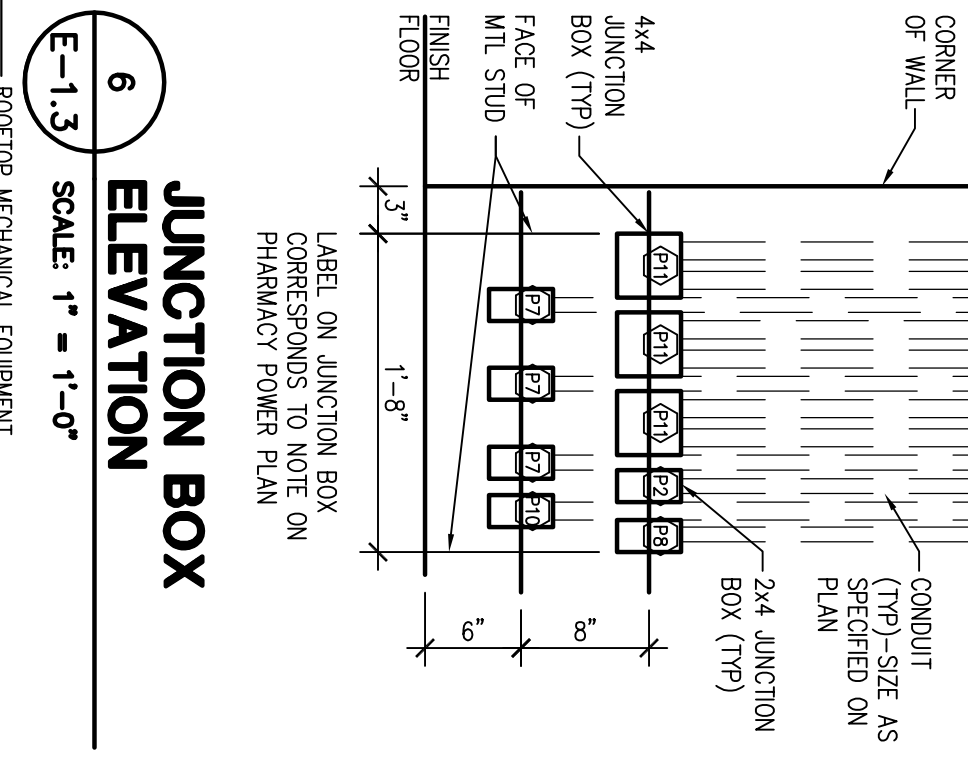 CORNER
OF WALL
4x4
JUNCTION
BOX (TYP)
FACE OF
MTL STUD
FINISH
FLOOR
3"
1'-8"
P11
P11
P11
P2
P8
P7
P7
P7
P10
6"
8"
CONDUIT
(TYP)-SIZE AS
SPECIFIED ON
PLAN
2x4 JUNCTION
BOX (TYP)
LABEL ON JUNCTION BOX
CORRESPONDS TO NOTE ON
PHARMACY POWER PLAN
6
E-1.3
JUNCTION BOX
ELEVATION
SCALE: 1" = 1'-0"
ROOFTOP MECHANICAL EQUIPMENT